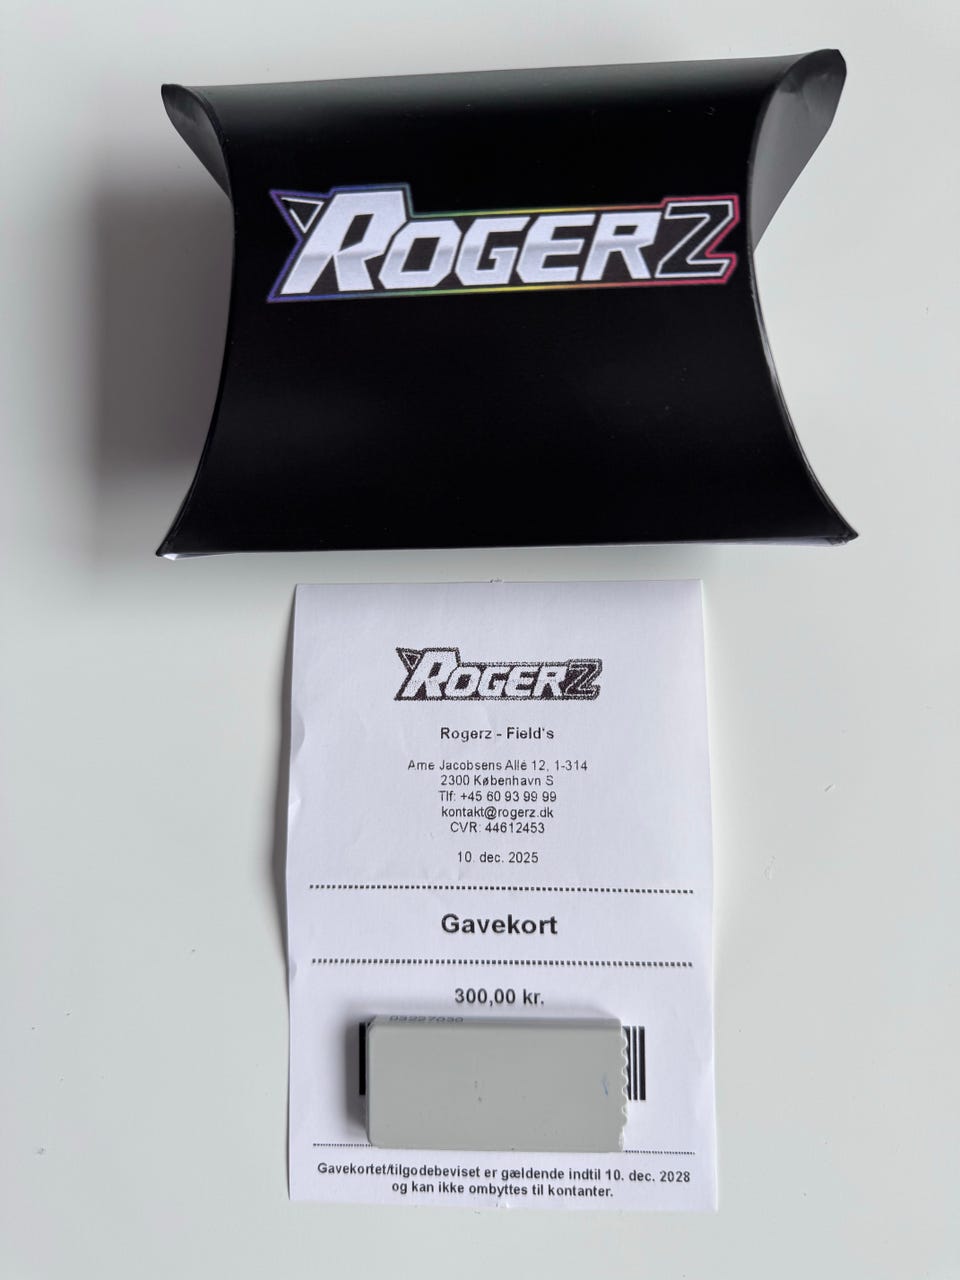 ROGERZ
ROGERZ
Rogerz - Field's
Arne Jacobsens Allé 12, 1-314
2300 København S
Tlf: +45 60 93 99 99
kontakt@rogerz.dk
CVR: 44612453
10. dec. 2025
Gavekort
300,00 kr.
03227030
Gavekortet/tilgodebeviset er gældende indtil 10. dec. 2028
og kan ikke ombyttes til kontanter.